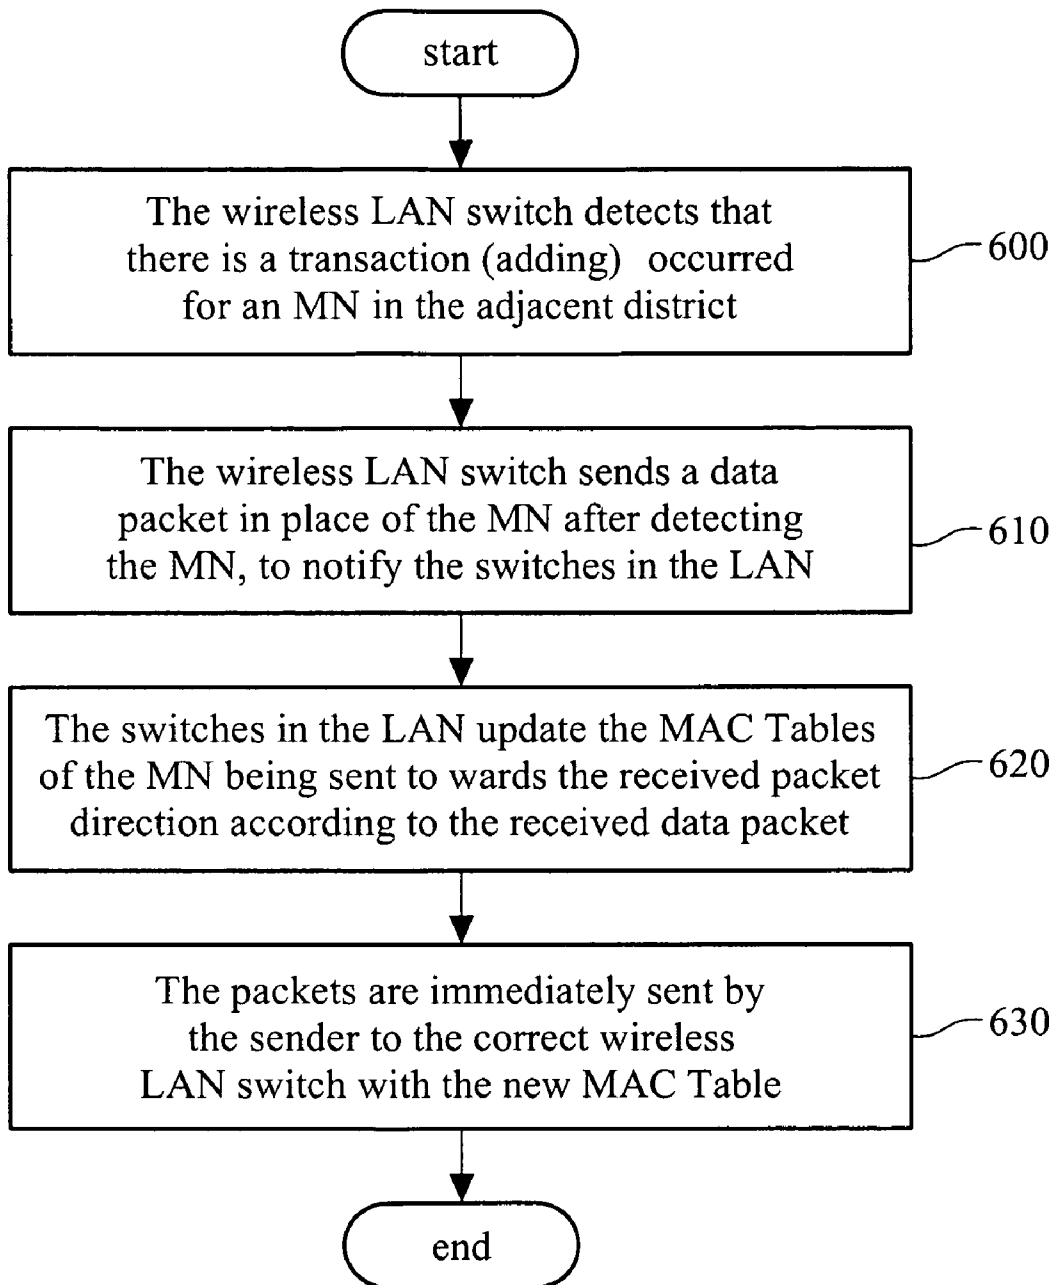 start
The wireless LAN switch detects that
there is a transaction (adding) occurred
for an MN in the adjacent district
600
The wireless LAN switch sends a data
packet in place of the MN after detecting
the MN, to notify the switches in the LAN
610
The switches in the LAN update the MAC Tables
of the MN being sent to wards the received packet
direction according to the received data packet
620
The packets are immediately sent by
the sender to the correct wireless
LAN switch with the new MAC Table
630
end